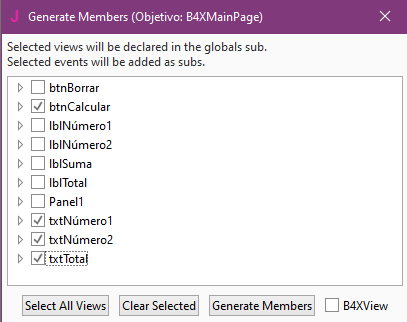 Generate Members (Objetivo: B4XMainPage)
Selected views will be declared in the globals sub.
Selected events will be added as subs.
btnBorrar
btnCalcular
lblNúmero1
lblNúmero2
lblSuma
lblTotal
Panel1
txtNúmero1
txtNúmero2
txtTotal
Select All Views Clear Selected Generate Members B4XView